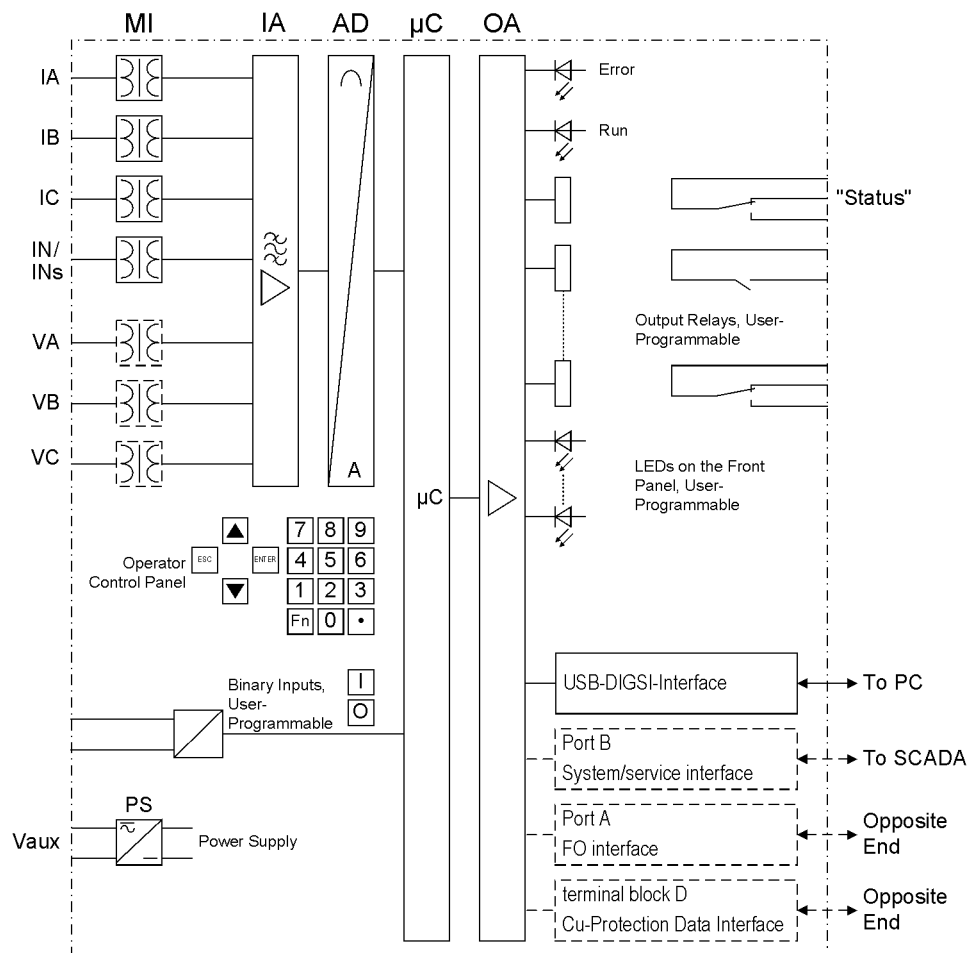 MI IA AD µC OA
IA
IB
IC
IN/
INs
VA
VB
VC
A
µC
Error
Run
"Status"
Output Relays, User-
Programmable
LEDs on the Front
Panel, User-
Programmable
Operator
Control Panel
ESC
ENTER
7 8 9
4 5 6
1 2 3
Fn 0 •
I
O
Binary Inputs,
User-
Programmable
PS
Vaux
Power Supply
USB-DIGSI-Interface
To PC
Port B
System/service interface
To SCADA
Port A
FO interface
Opposite
End
terminal block D
Cu-Protection Data Interface
Opposite
End